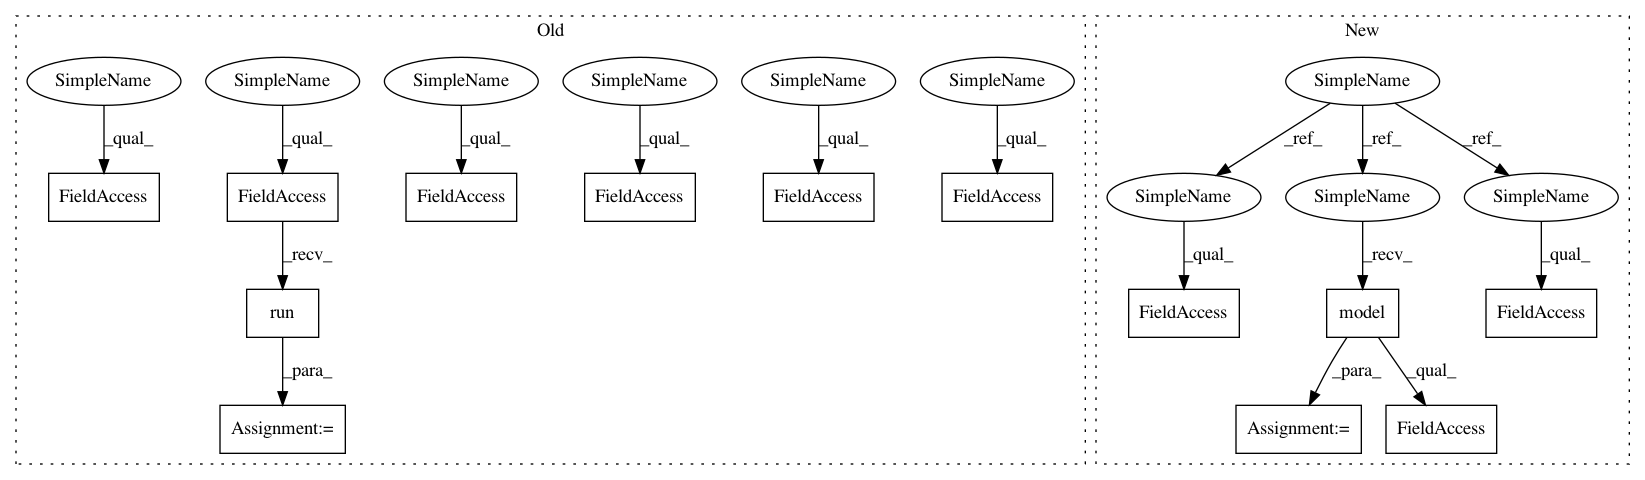 Old
New
SimpleName
SimpleName
SimpleName
SimpleName
SimpleName
SimpleName
SimpleName
_qual_
_qual_
_qual_
_qual_
_qual_
_qual_
_ref_
_ref_
_ref_
FieldAccess
FieldAccess
FieldAccess
FieldAccess
FieldAccess
FieldAccess
SimpleName
SimpleName
SimpleName
_recv_
_qual_
_recv_
_qual_
run
FieldAccess
model
FieldAccess
_para_
_para_
_qual_
Assignment:=
Assignment:=
FieldAccess